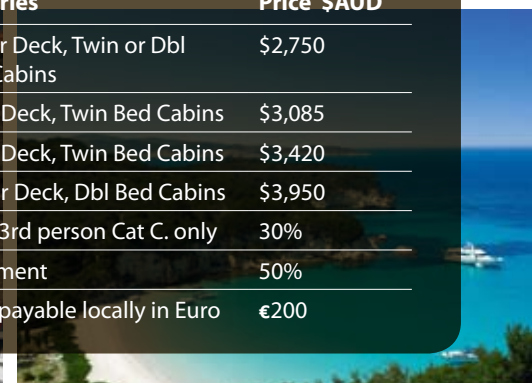 Price $AUD
r Deck, Twin or Dbl $2,750
Cabins
Deck, Twin Bed Cabins $3,085
Deck, Twin Bed Cabins $3,420
r Deck, Dbl Bed Cabins $3,950
3rd person Cat C. only 30%
ment 50%
payable locally in Euro €200